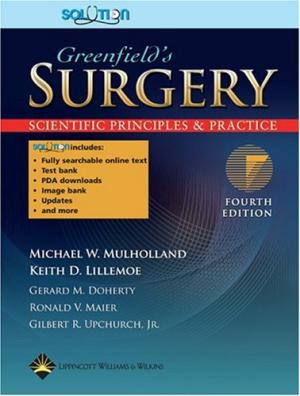 SOLUTION
Greenfield's
SURGERY
SCIENTIFIC PRINCIPLES & PRACTICE
SOLUTION includes:
• Fully searchable online text
• Test bank
• PDA downloads
• Image bank
• Updates
• and more
FOURTH
EDITION
MICHAEL W. MULHOLLAND
KEITH D. LILLEMOE
GERARD M. DOHERTY
RONALD V. MAIER
GILBERT R. UPCHURCH, JR.
LIPPINCOTT WILLIAMS & WILKINS